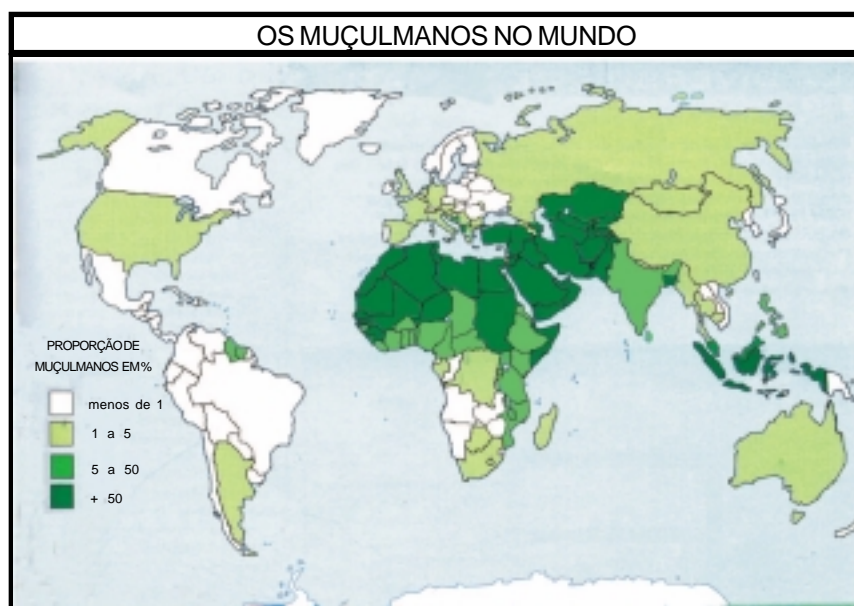 OS MUÇULMANOS NO MUNDO
PROPORÇÃO DE
MUÇULMANOS EM %
menos de 1
1 a 5
5 a 50
+ 50